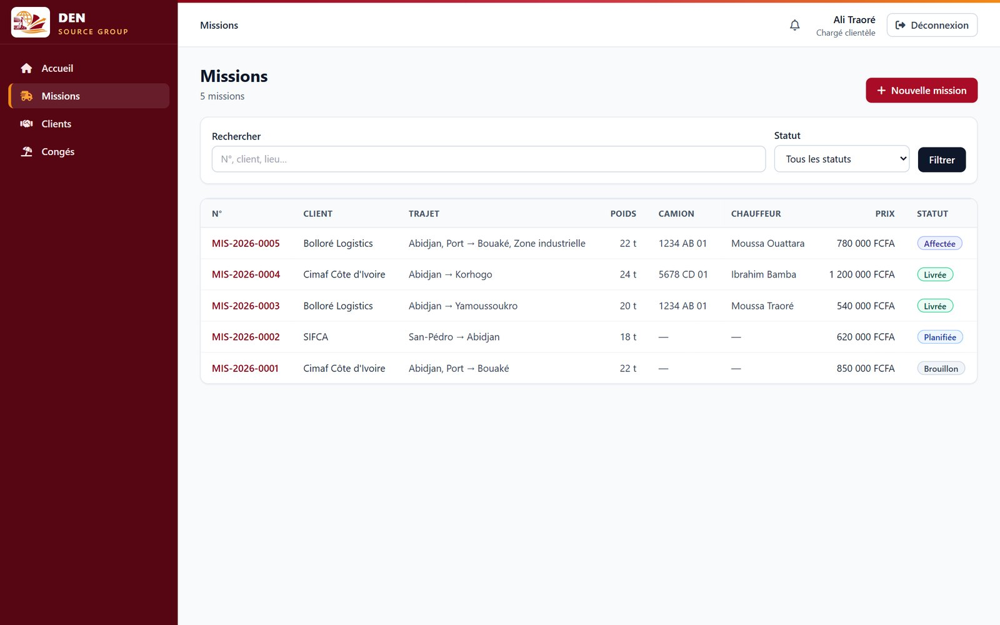 DEN
SOURCE GROUP
Accueil
Missions
Clients
Congés
Missions
Ali Traoré
Chargé clientèle
Déconnexion
Missions
5 missions
+ Nouvelle mission
Rechercher
N°, client, lieu...
Statut
Tous les statuts
Filtrer
N° CLIENT TRAJET POIDS CAMION CHAUFFEUR PRIX STATUT
MIS-2026-0005 Bolloré Logistics Abidjan, Port → Bouaké, Zone industrielle 22 t 1234 AB 01 Moussa Ouattara 780 000 FCFA Affectée
MIS-2026-0004 Cimaf Côte d'Ivoire Abidjan → Korhogo 24 t 5678 CD 01 Ibrahim Bamba 1 200 000 FCFA Livrée
MIS-2026-0003 Bolloré Logistics Abidjan → Yamoussoukro 20 t 1234 AB 01 Moussa Traoré 540 000 FCFA Livrée
MIS-2026-0002 SIFCA San-Pédro → Abidjan 18 t — — 620 000 FCFA Planifiée
MIS-2026-0001 Cimaf Côte d'Ivoire Abidjan, Port → Bouaké 22 t — — 850 000 FCFA Brouillon